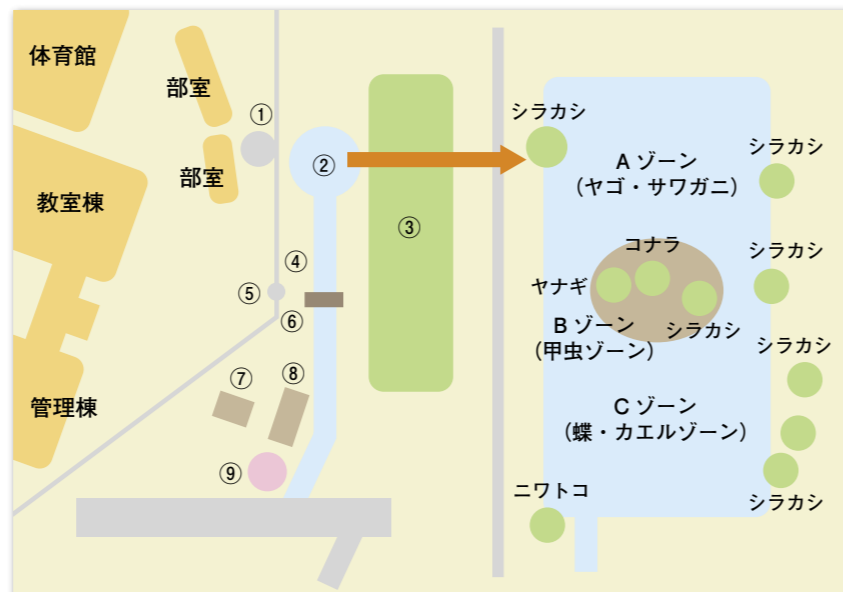 体育館
部室
①
部室
教室棟
②
③
④
⑤
⑥
⑦
⑧
管理棟
⑨
シラカシ
A ゾーン
(ヤゴ・サワガニ)
シラカシ
コナラ
ヤナギ
シラカシ
シラカシ
B ゾーン
(甲虫ゾーン)
シラカシ
C ゾーン
(蝶・カエルゾーン)
ニワトコ
シラカシ